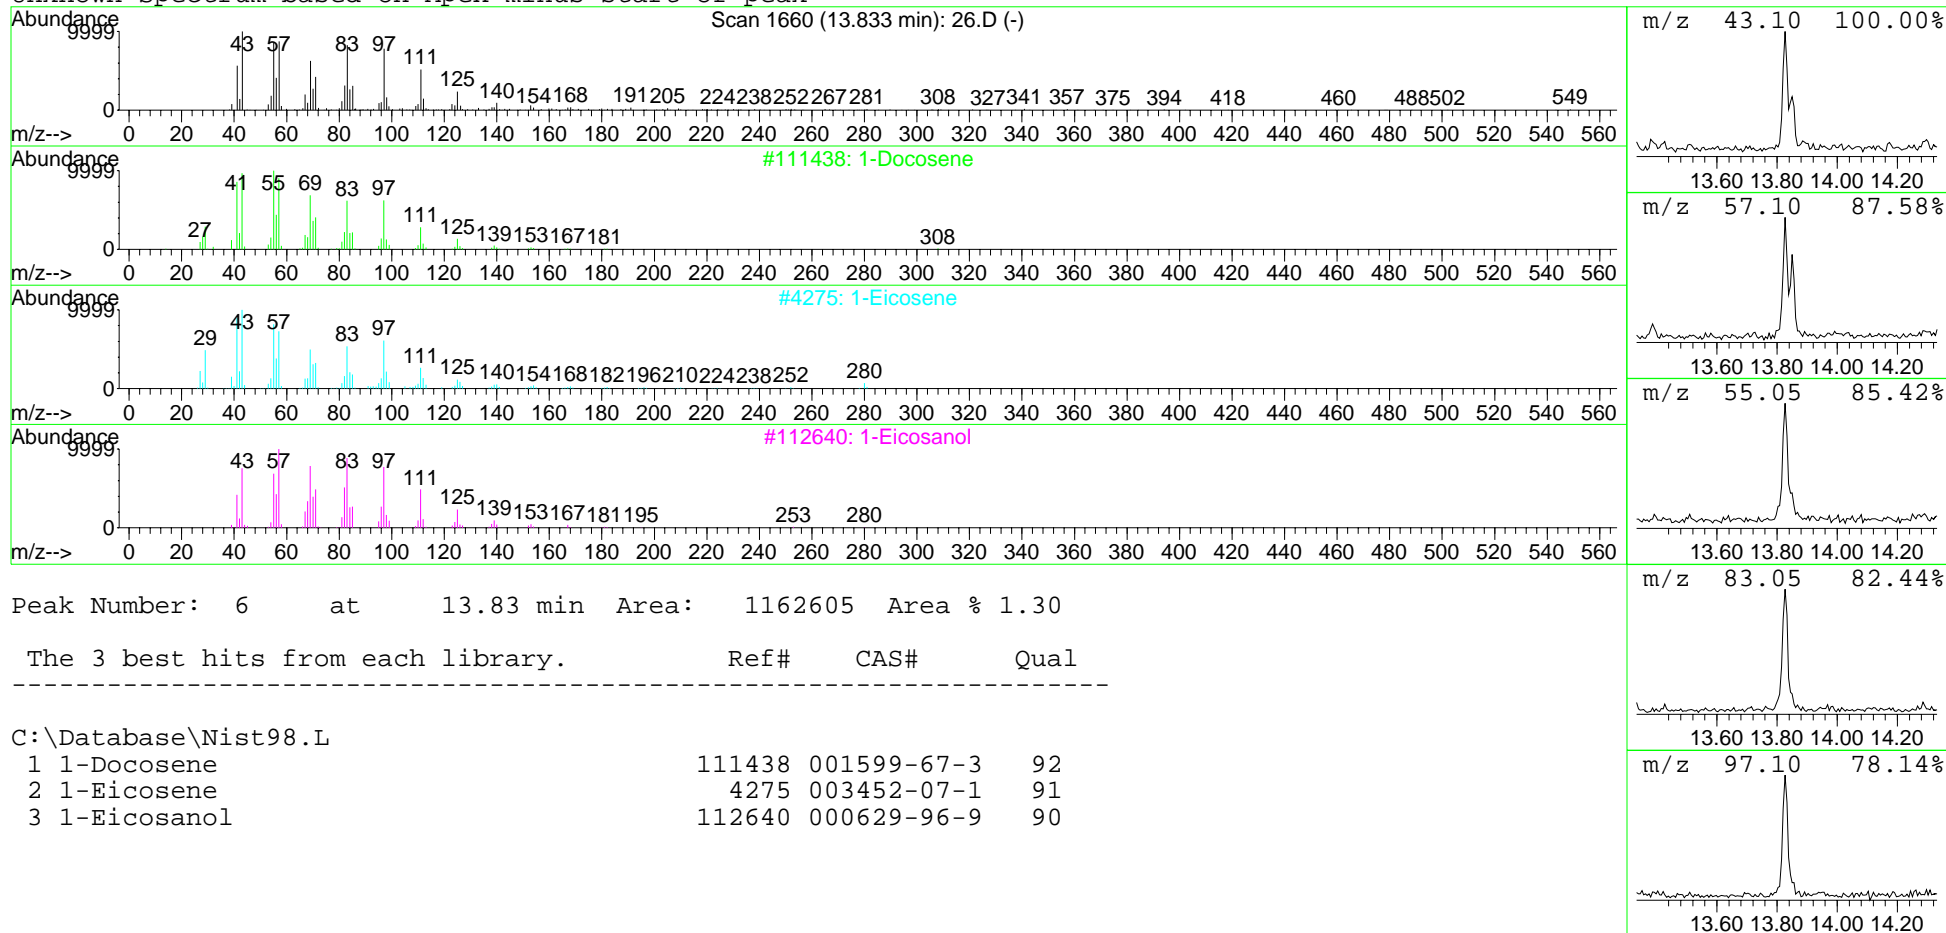 Unknown Spectrum based on Apex minus start of peak
Abundance
Scan 1660 (13.833 min): 26.D (-)
9999
43 57 83 97
111
125
140 154 168 191 205 224 238 252 267 281 308 327 341 357 375 394 418 460 488 502 549
0
0 20 40 60 80 100 120 140 160 180 200 220 240 260 280 300 320 340 360 380 400 420 440 460 480 500 520 540 560
m/z-->
Abundance
#111438: 1-Docosene
9999
41 55 69 83 97
111
27 125 139 153 167 181 308
0
0 20 40 60 80 100 120 140 160 180 200 220 240 260 280 300 320 340 360 380 400 420 440 460 480 500 520 540 560
m/z-->
Abundance
#4275: 1-Eicosene
9999
29 43 57 83 97
111
125 140 154 168 182 196 210 224 238 252 280
0
0 20 40 60 80 100 120 140 160 180 200 220 240 260 280 300 320 340 360 380 400 420 440 460 480 500 520 540 560
m/z-->
Abundance
#112640: 1-Eicosanol
9999
43 57 83 97
111
125
139 153 167 181 195 253 280
0
0 20 40 60 80 100 120 140 160 180 200 220 240 260 280 300 320 340 360 380 400 420 440 460 480 500 520 540 560
m/z-->
m/z 43.10 100.00%
13.60 13.80 14.00 14.20
m/z 57.10 87.58%
13.60 13.80 14.00 14.20
m/z 55.05 85.42%
13.60 13.80 14.00 14.20
m/z 83.05 82.44%
13.60 13.80 14.00 14.20
m/z 97.10 78.14%
13.60 13.80 14.00 14.20
Peak Number: 6 at 13.83 min Area: 1162605 Area % 1.30
The 3 best hits from each library. Ref# CAS# Qual
---------------------------------------------------------------------
C:\Database\Nist98.L
1 1-Docosene 111438 001599-67-3 92
2 1-Eicosene 4275 003452-07-1 91
3 1-Eicosanol 112640 000629-96-9 90